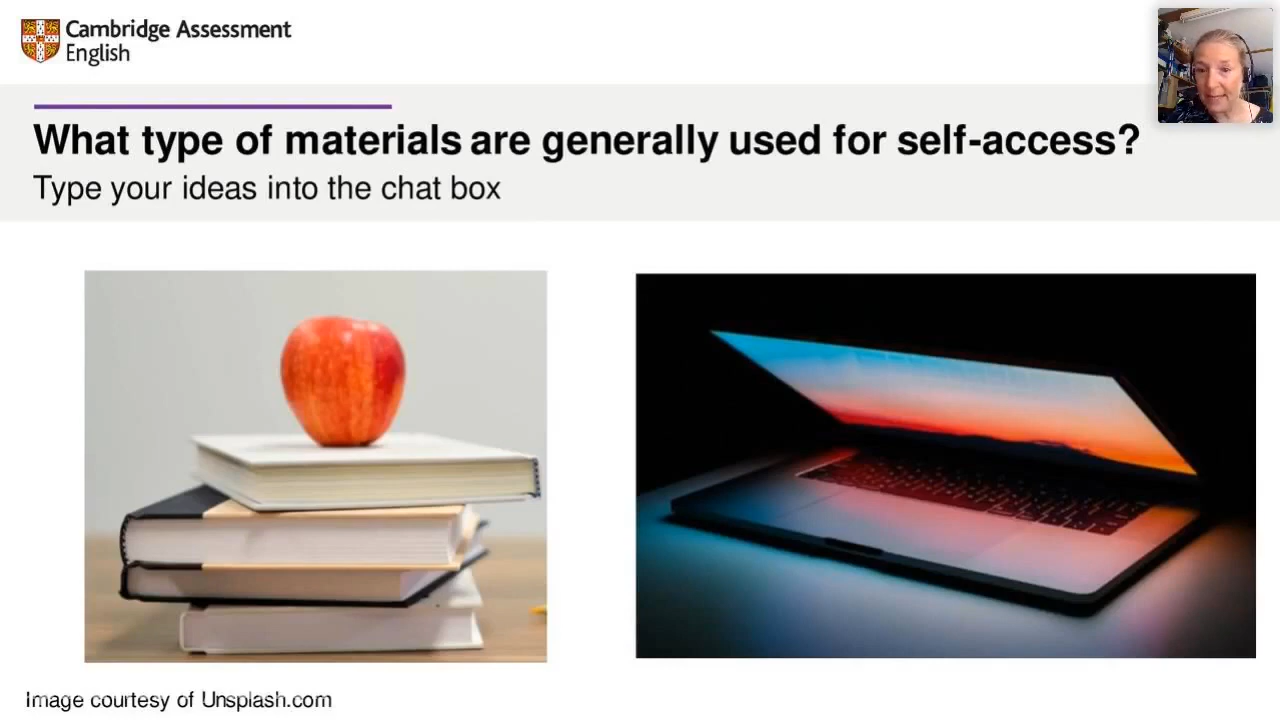 Cambridge Assessment
English
What type of materials are generally used for self-access?
Type your ideas into the chat box
Image courtesy of Unsplash.com